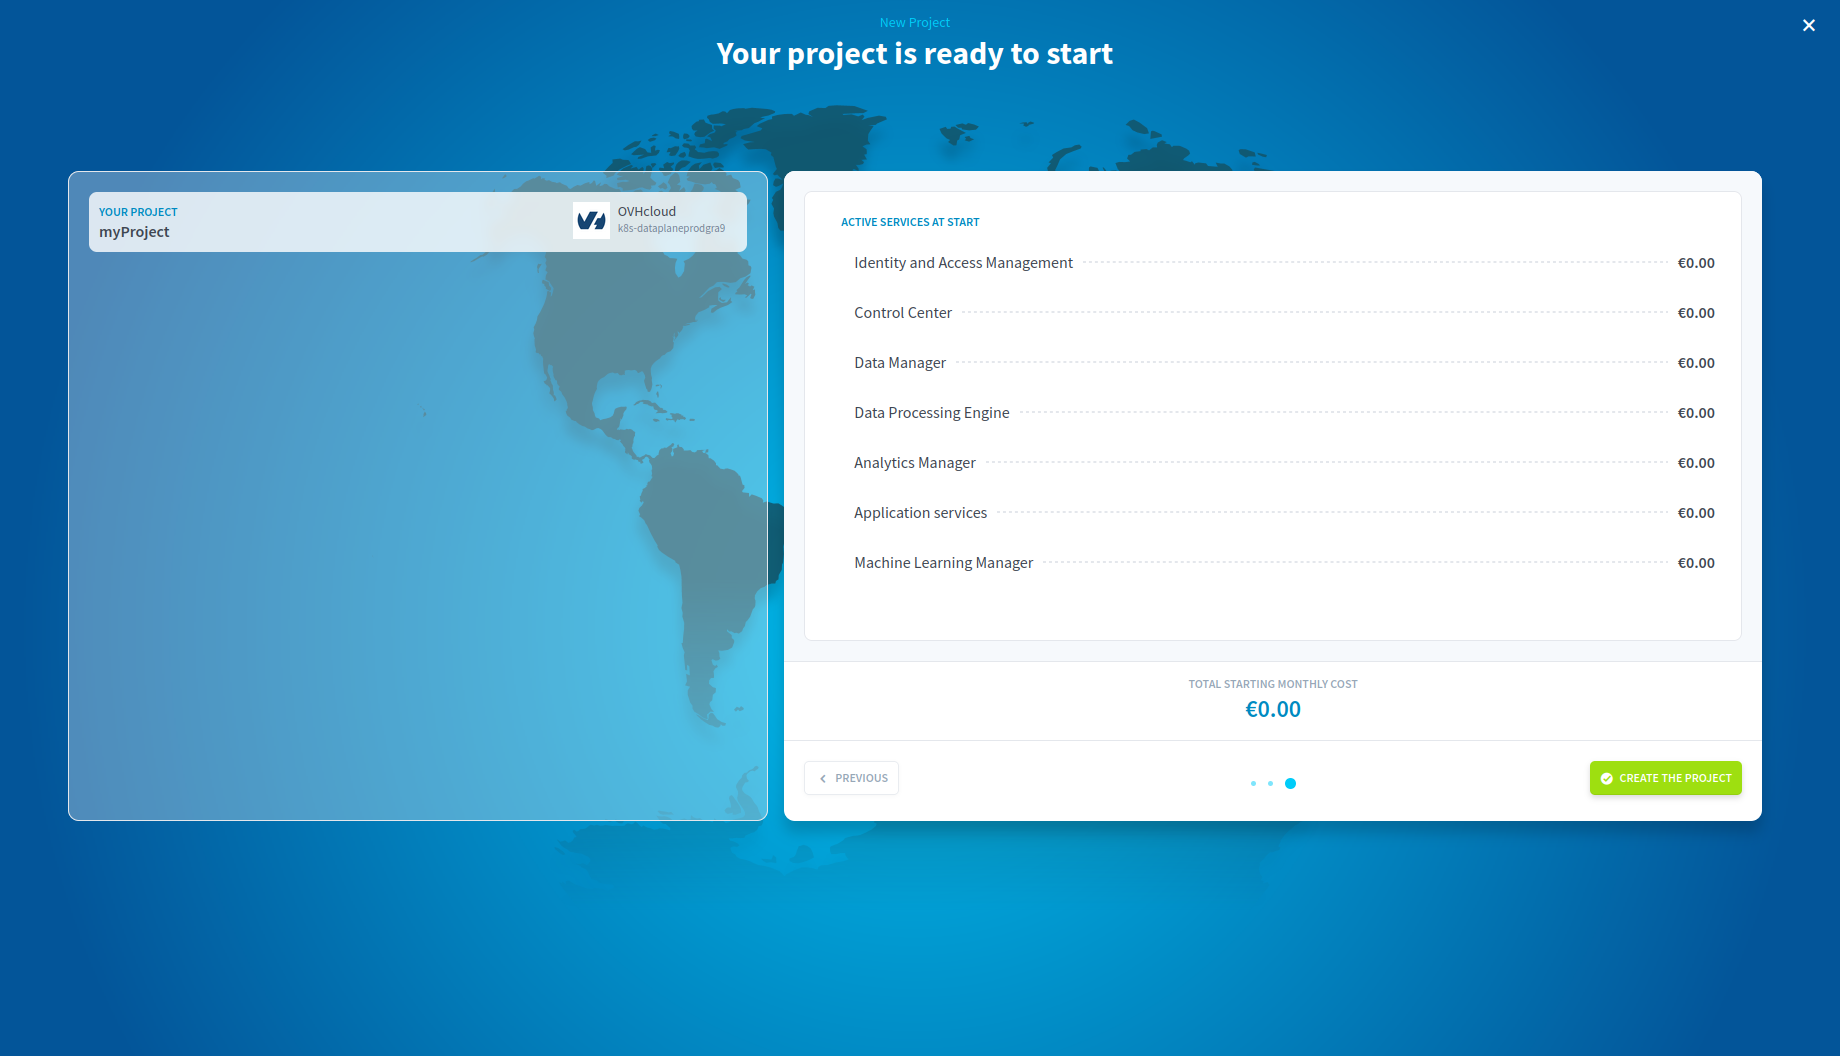 New Project
Your project is ready to start
YOUR PROJECT
myProject
OVHcloud
k8s-dataplaneprodgra9
ACTIVE SERVICES AT START
Identity and Access Management €0.00
Control Center €0.00
Data Manager €0.00
Data Processing Engine €0.00
Analytics Manager €0.00
Application services €0.00
Machine Learning Manager €0.00
TOTAL STARTING MONTHLY COST
€0.00
PREVIOUS
CREATE THE PROJECT